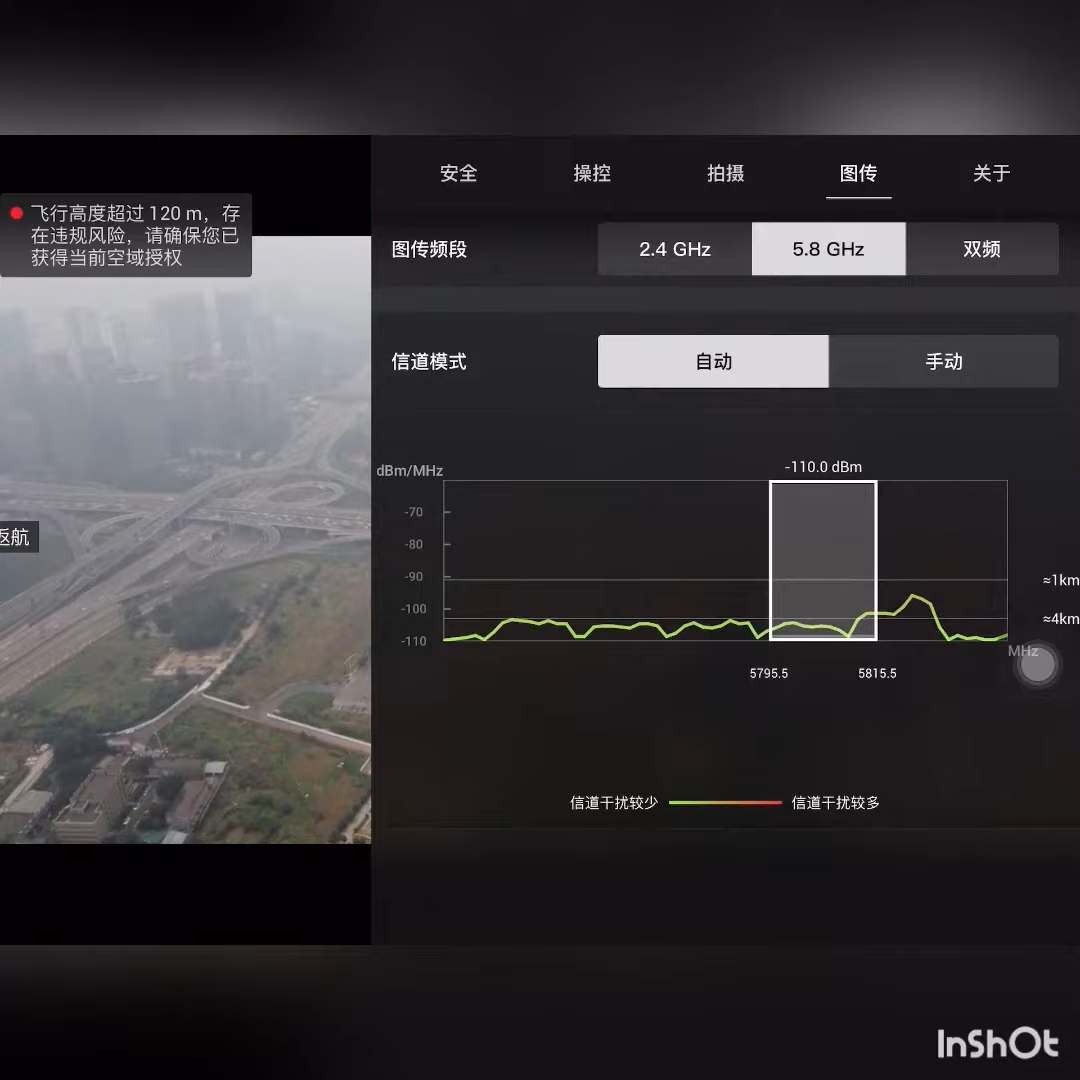 安全
操控
拍摄
图传
关于
飞行高度超过 120 m，存
在违规风险，请确保您已
获得当前空域授权
图传频段
2.4 GHz
5.8 GHz
双频
信道模式
自动
手动
-110.0 dBm
dBm/MHz
-70
-80
-90
-100
-110
≈1km
≈4km
返航
MHz
5795.5
5815.5
信道干扰较少
信道干扰较多
InShOt